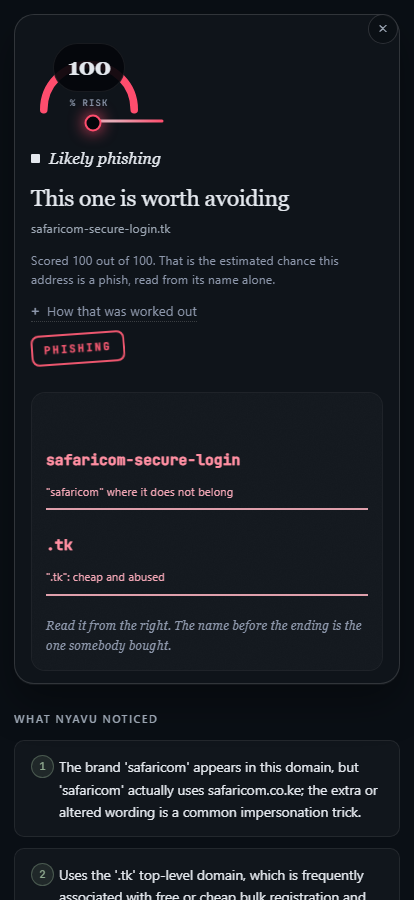 ×
100
% RISK
Likely phishing
This one is worth avoiding
safaricom-secure-login.tk
Scored 100 out of 100. That is the estimated chance this
address is a phish, read from its name alone.
+ How that was worked out
PHISHING
safaricom-secure-login
"safaricom" where it does not belong
.tk
".tk": cheap and abused
Read it from the right. The name before the ending is the
one somebody bought.
WHAT NYAVU NOTICED
1 The brand 'safaricom' appears in this domain, but
'safaricom' actually uses safaricom.co.ke; the extra or
altered wording is a common impersonation trick.
2 Uses the '.tk' top-level domain, which is frequently
associated with free or cheap bulk registration and